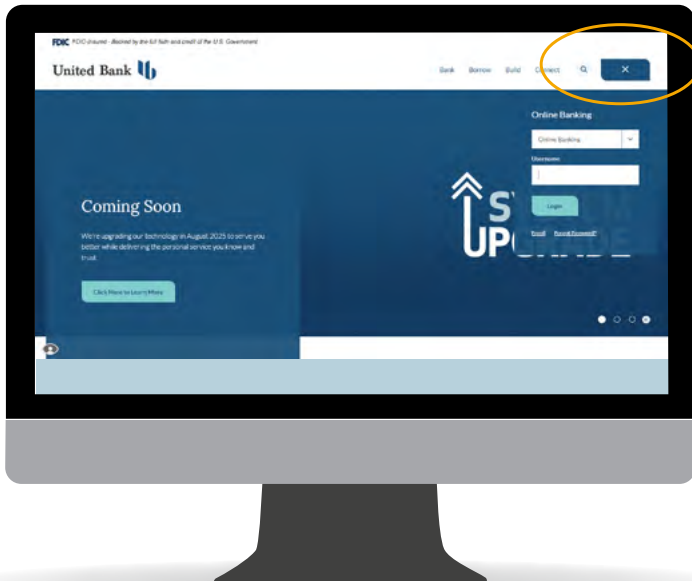 FDIC FDIC-Insured - Backed by the full faith and credit of the U.S. Government
United Bank
Bank Borrow Build Connect
Online Banking
Online Banking
Username
Coming Soon
We're upgrading our technology in August 2025 to serve you
better while delivering the personal service you know and
trust.
Click Here to Learn More
UPGRADE
Login
Enroll Forgot Password?